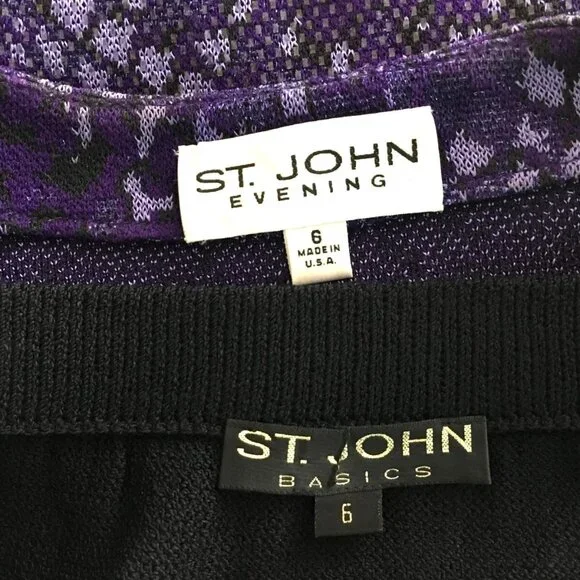 ST. JOHN
EVENING
6
MADE IN
U.S.A.
ST. JOHN
BASICS
6